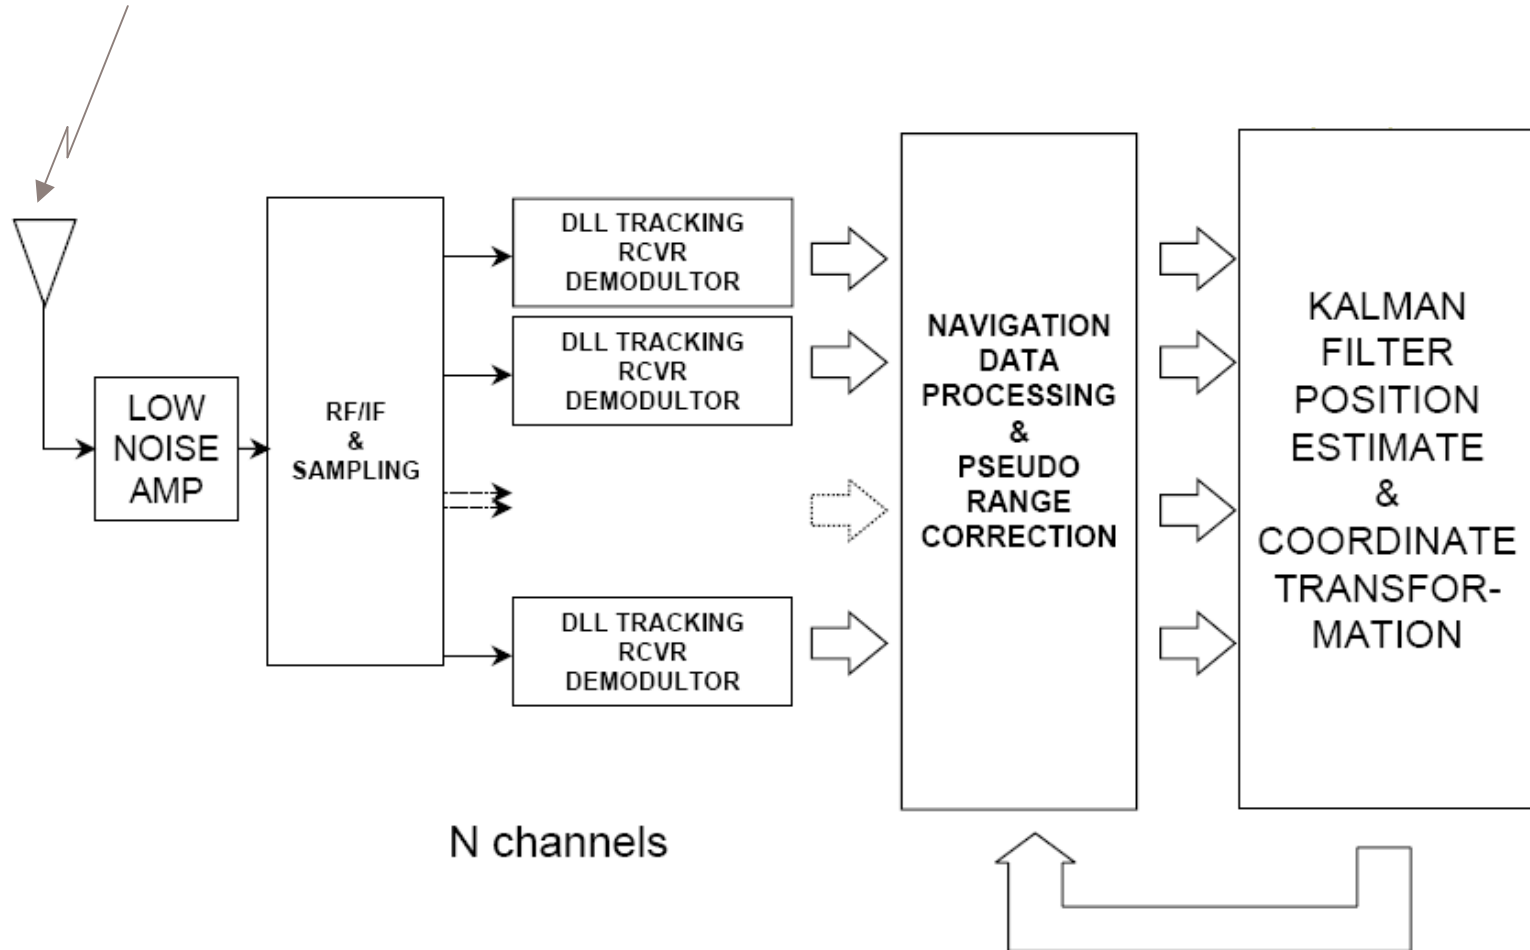 LOW
NOISE
AMP
RF/IF
&
SAMPLING
DLL TRACKING
RCVR
DEMODULTOR
DLL TRACKING
RCVR
DEMODULTOR
DLL TRACKING
RCVR
DEMODULTOR
NAVIGATION
DATA
PROCESSING
&
PSEUDO
RANGE
CORRECTION
KALMAN
FILTER
POSITION
ESTIMATE
&
COORDINATE
TRANSFOR-
MATION
N channels